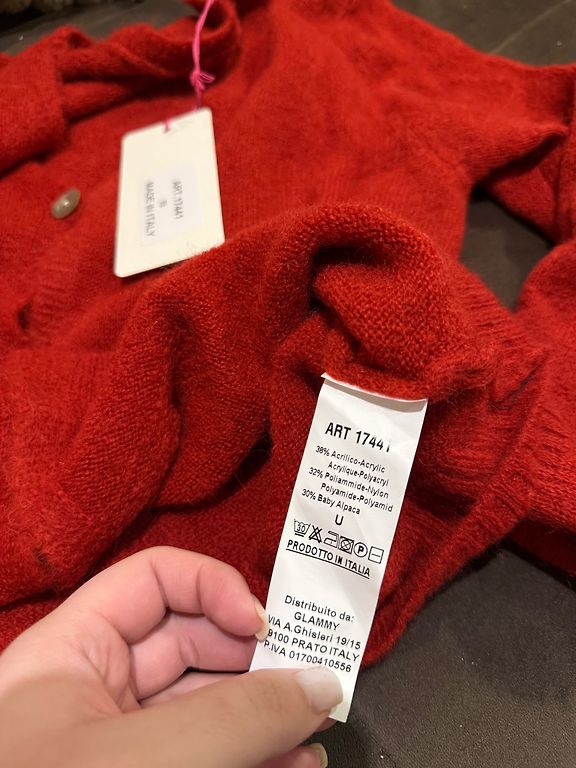 ART 17441
MADE IN ITALY
ART 17441
38% Acrilico-Acrylic
Acrylique-Polyacryl
32% Poliammide-Nylon
Polyamide-Polyamid
30% Baby Alpaca
U
30 P
PRODOTTO IN ITALIA
Distribuito da:
GLAMMY
VIA A.Ghisleri 19/15
9100 PRATO ITALY
P.IVA 01700410556